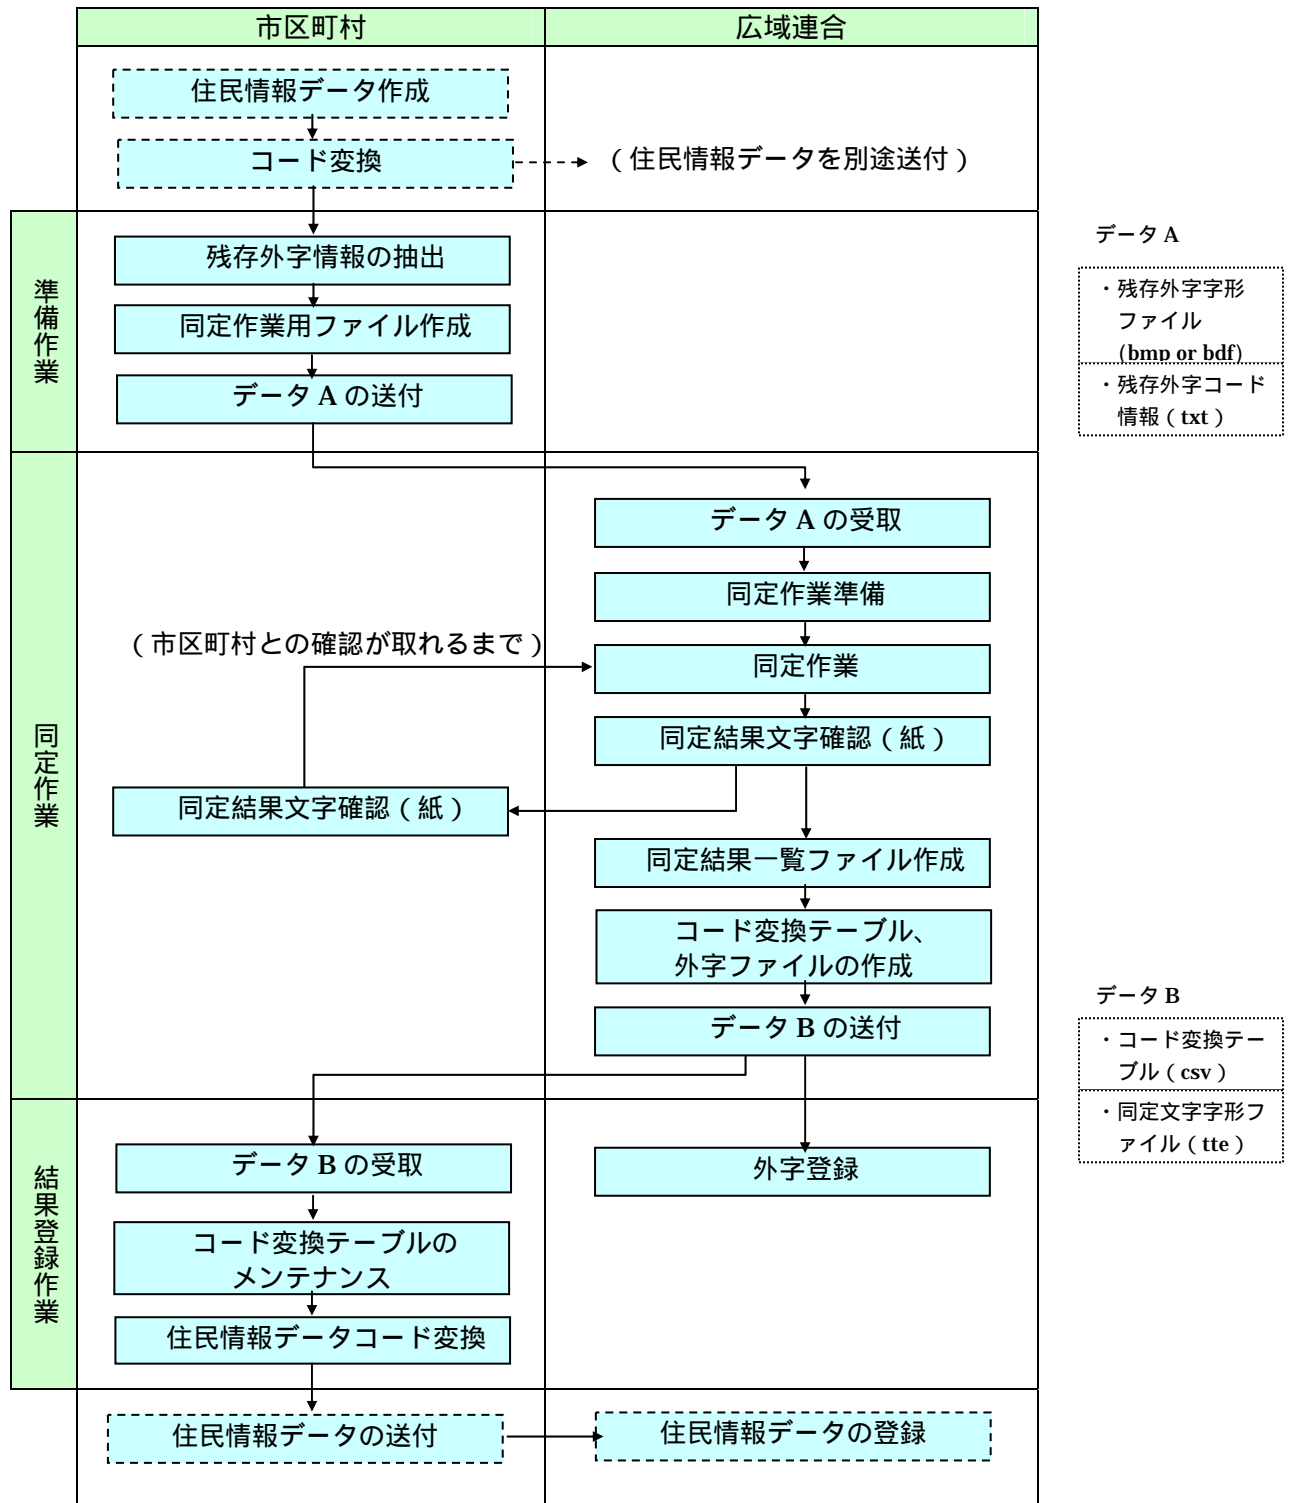 市区町村
広域連合
住民情報データ作成
コード変換
（住民情報データを別途送付）
準備作業
残存外字情報の抽出
同定作業用ファイル作成
データ A の送付
データ A
・残存外字字形
ファイル
(bmp or bdf)
・残存外字コード
情報（txt）
同定作業
データ A の受取
同定作業準備
（市区町村との確認が取れるまで）
同定作業
同定結果文字確認（紙）
同定結果文字確認（紙）
同定結果一覧ファイル作成
コード変換テーブル、
外字ファイルの作成
データ B の送付
データ B
・コード変換テー
ブル（csv）
・同定文字字形フ
ァイル（tte）
結果登録作業
データ B の受取
外字登録
コード変換テーブルの
メンテナンス
住民情報データコード変換
住民情報データの送付
住民情報データの登録